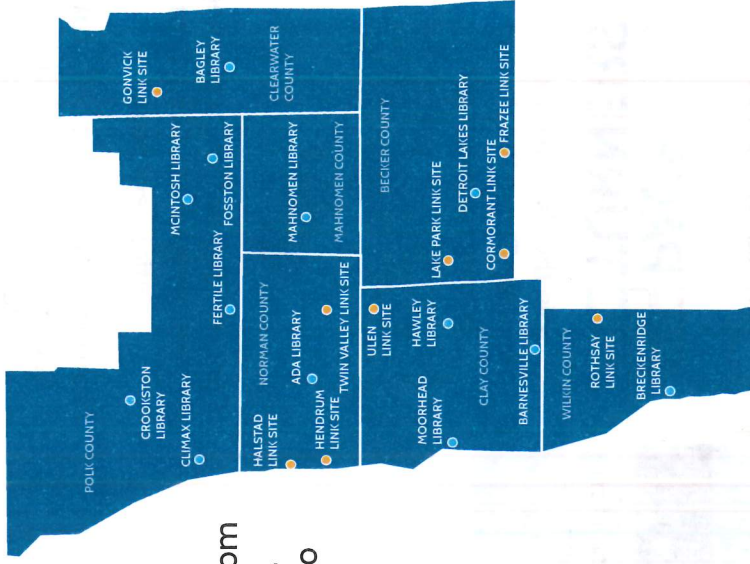 POLK COUNTY
CROOKSTON
LIBRARY
CLIMAX LIBRARY
MCINTOSH LIBRARY
FOSSTON LIBRARY
FERTILE LIBRARY
GONVICK
LINK SITE
BAGLEY
LIBRARY
CLEARWATER
COUNTY
NORMAN COUNTY
HALSTAD
LINK SITE
ADA LIBRARY
HENDRUM
LINK SITE
TWIN VALLEY LINK SITE
MAHNOMEN LIBRARY
MAHNOMEN COUNTY
BECKER COUNTY
LAKE PARK LINK SITE
DETROIT LAKES LIBRARY
CORMORANT LINK SITE
FRAZEE LINK SITE
ULEN
LINK SITE
HAWLEY
LIBRARY
MOORHEAD
LIBRARY
CLAY COUNTY
BARNESVILLE LIBRARY
WILKIN COUNTY
ROTHSAY
LINK SITE
BRECKENRIDGE
LIBRARY
om
o